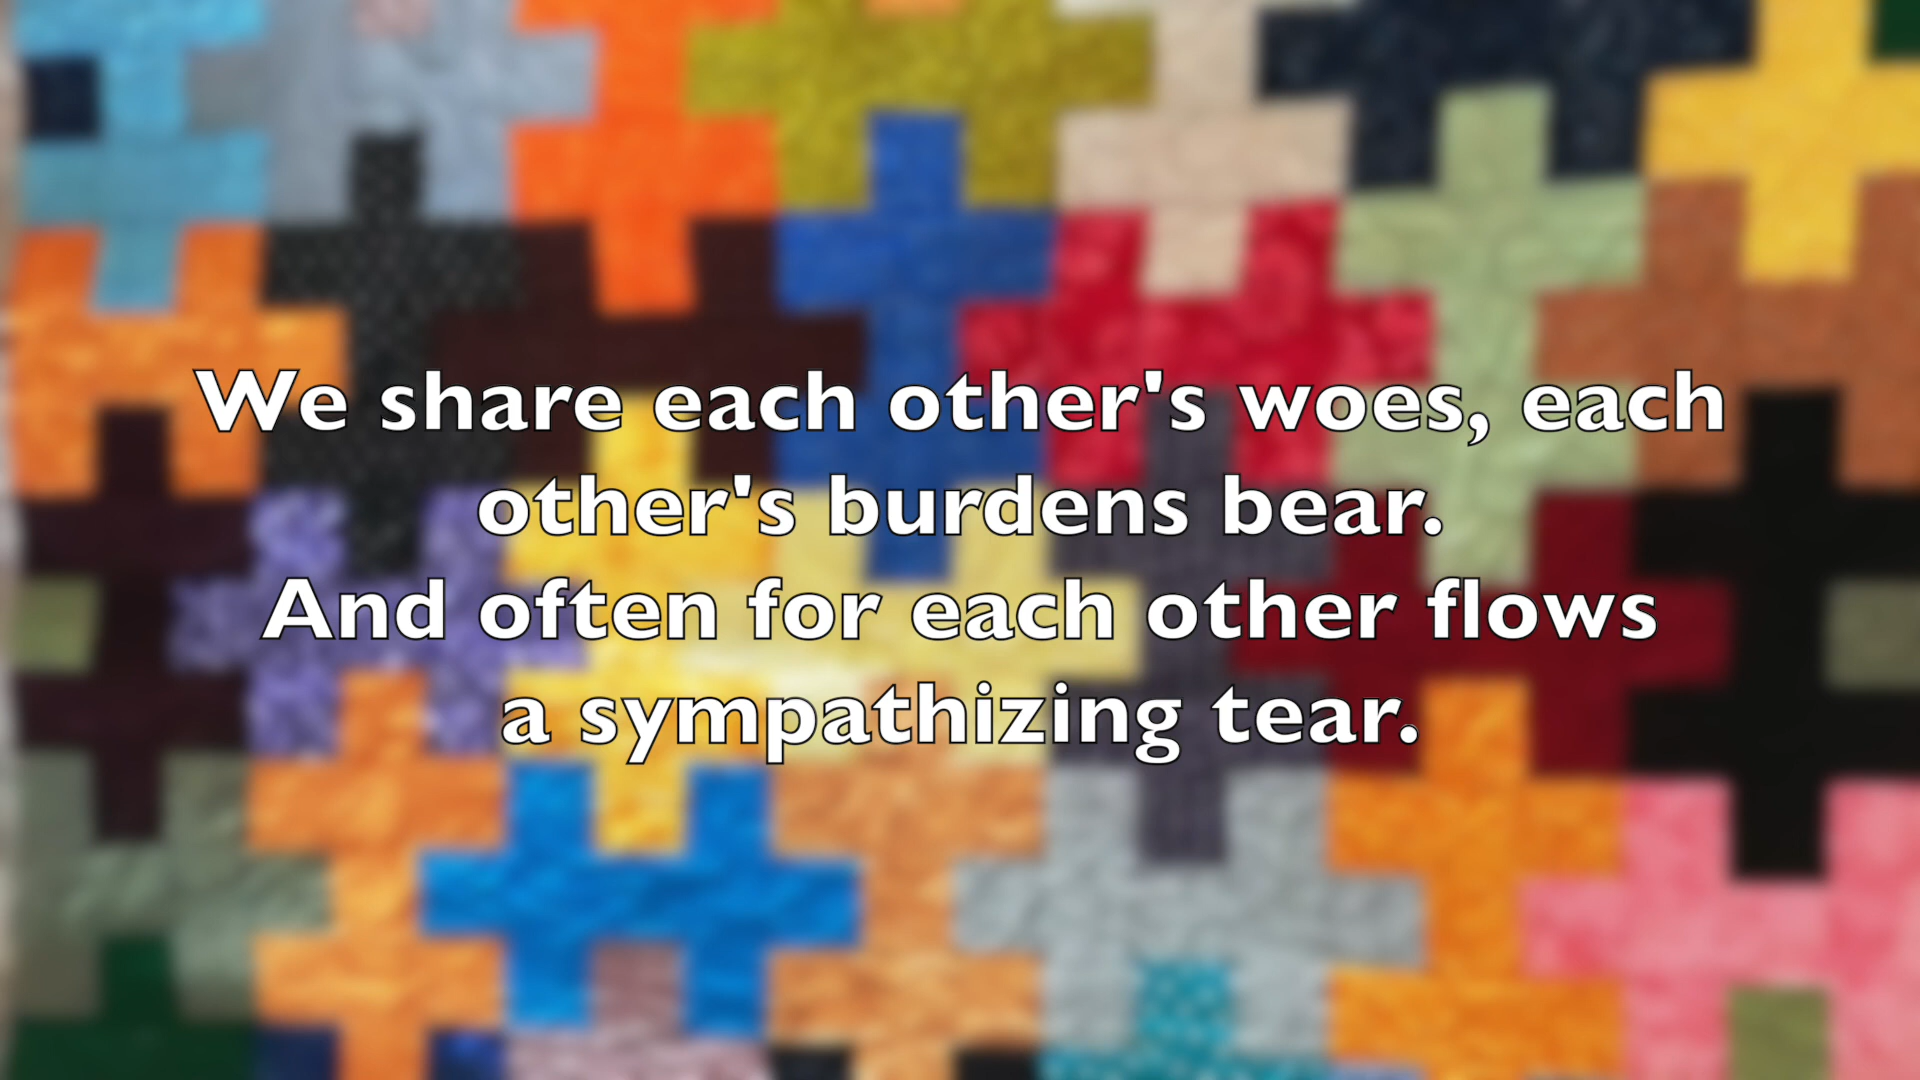 We share each other's woes, each
other's burdens bear.
And often for each other flows
a sympathizing tear.